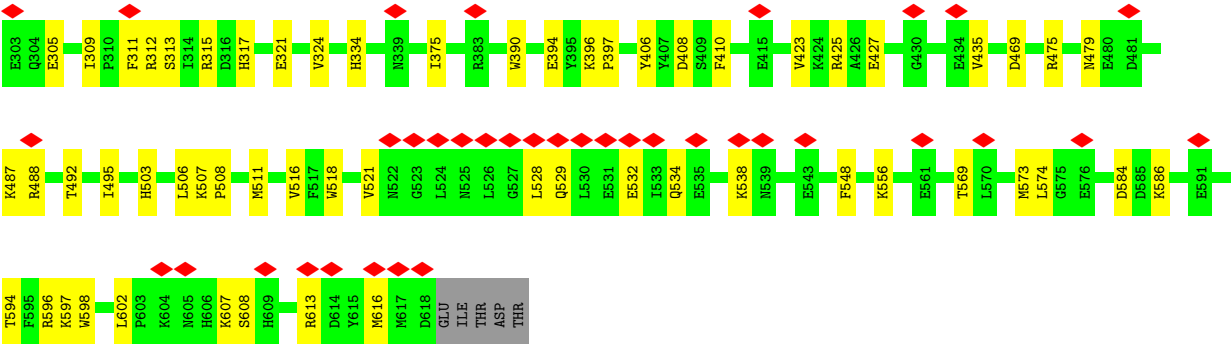 E303 Q304 E305 I309 P310 F311 R312 S313 I314 R315 D316 H317 E321 V324 H334 N339 I375 R383 W390 E394 Y395 K396 P397 Y406 Y407 D408 S409 F410 E415 V423 K424 R425 A426 E427 G430 E434 V435 D469 R475 N479 E480 D481
K487 R488 T492 I495 H503 L506 K507 P508 M511 V516 F517 W518 V521 N522 G523 L524 N525 L526 G527 L528 Q529 L530 E531 E532 I533 Q534 E535 K538 N539 E543 F548 K556 E561 T569 L570 M573 L574 G575 E576 D584 D585 K586 E591
T594 F595 R596 K597 W598 L602 P603 K604 N605 H606 K607 S608 H609 R613 D614 Y615 M616 M617 D618 GLU ILE THR ASP THR